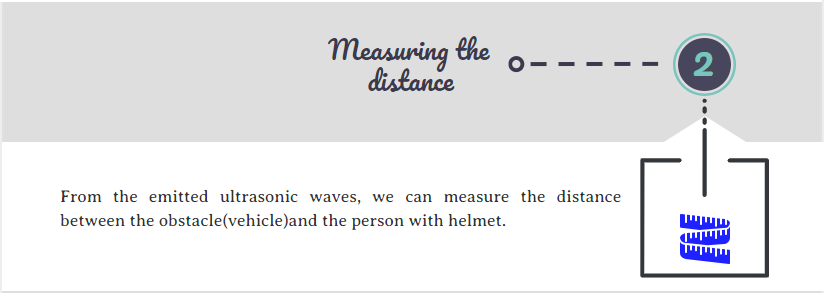 Measuring the
distance
2
From the emitted ultrasonic waves, we can measure the distance
between the obstacle(vehicle)and the person with helmet.